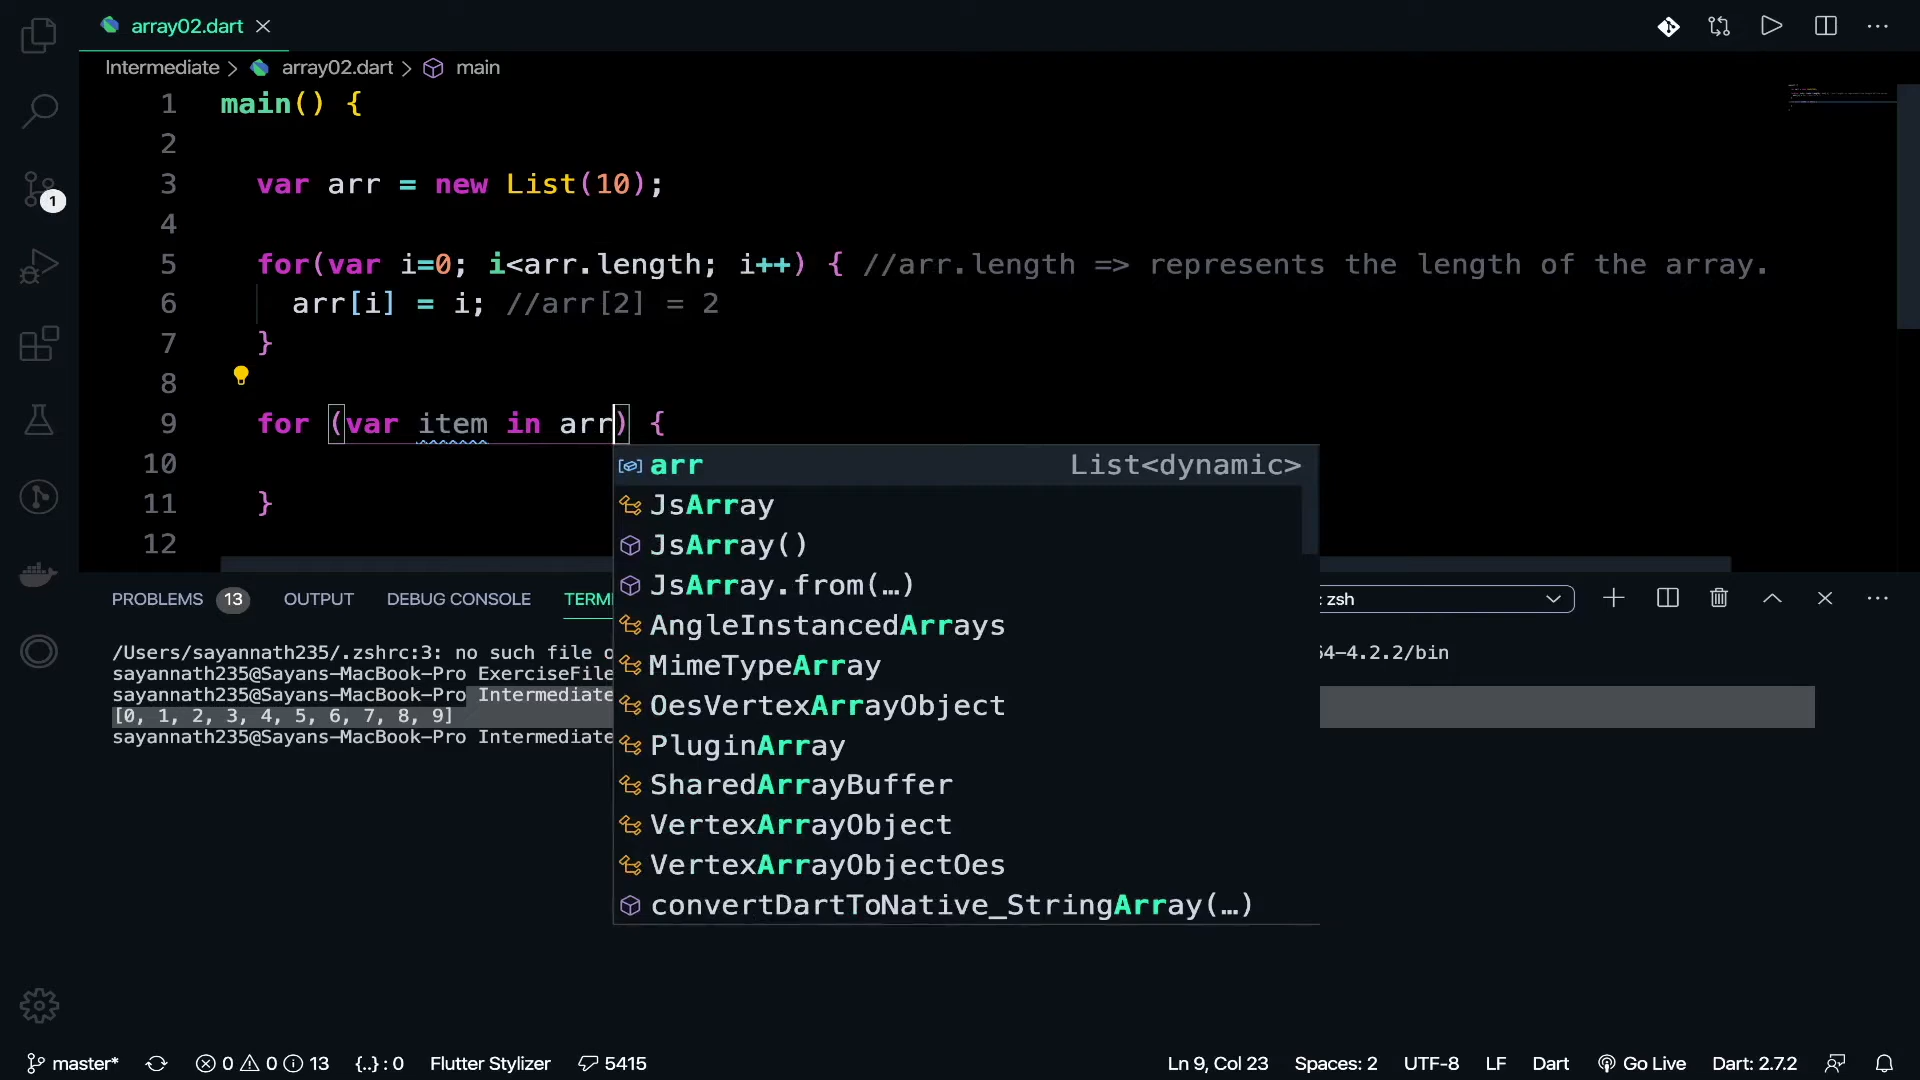 array02.dart
Intermediate > array02.dart > main
1 main() {
2
3 var arr = new List(10);
4
5 for(var i=0; i<arr.length; i++) { //arr.length => represents the length of the array.
6 arr[i] = i; //arr[2] = 2
7 }
8
9 for (var item in arr) {
10
11 }
12
arr List<dynamic>
JsArray
JsArray()
JsArray.from(…)
AngleInstancedArrays
MimeTypeArray
OesVertexArrayObject
PluginArray
SharedArrayBuffer
VertexArrayObject
VertexArrayObjectOes
convertDartToNative_StringArray(…)
1
PROBLEMS 13 OUTPUT DEBUG CONSOLE TERM : zsh
/Users/sayannath235/.zshrc:3: no such file o 64-4.2.2/bin
sayannath235@Sayans-MacBook-Pro ExerciseFile
sayannath235@Sayans-MacBook-Pro Intermediate
[0, 1, 2, 3, 4, 5, 6, 7, 8, 9]
sayannath235@Sayans-MacBook-Pro Intermediate
master* 0 0 13 {..} : 0 Flutter Stylizer 5415 Ln 9, Col 23 Spaces: 2 UTF-8 LF Dart Go Live Dart: 2.7.2